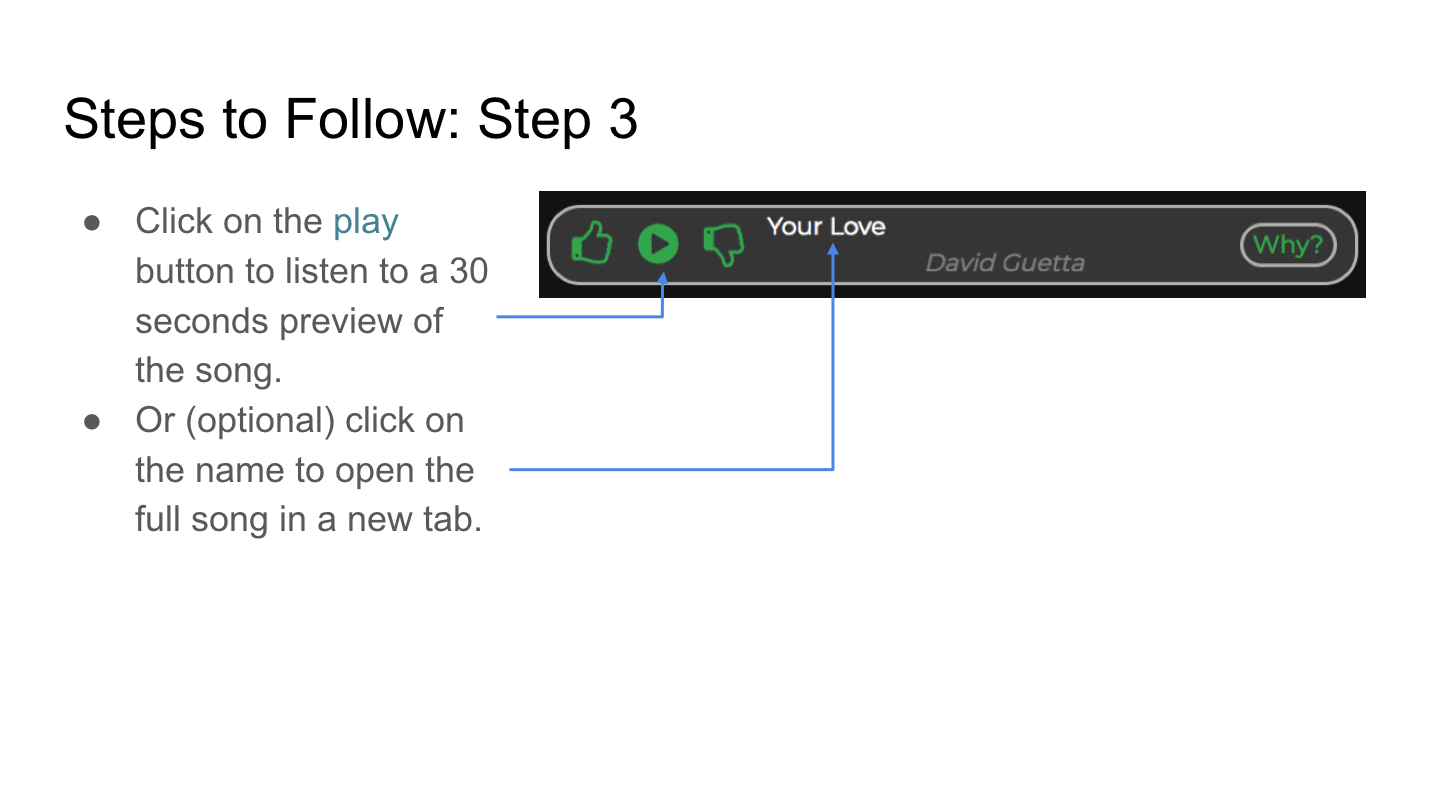 Steps to Follow: Step 3
● Click on the play
button to listen to a 30
seconds preview of
the song.
● Or (optional) click on
the name to open the
full song in a new tab.
Your Love
David Guetta
Why?